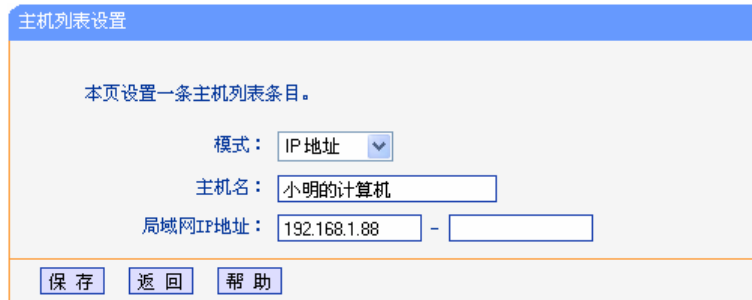 主机列表设置
本页设置一条主机列表条目。
模式： IP地址
主机名： 小明的计算机
局域网IP地址： 192.168.1.88 -
保存 返回 帮助